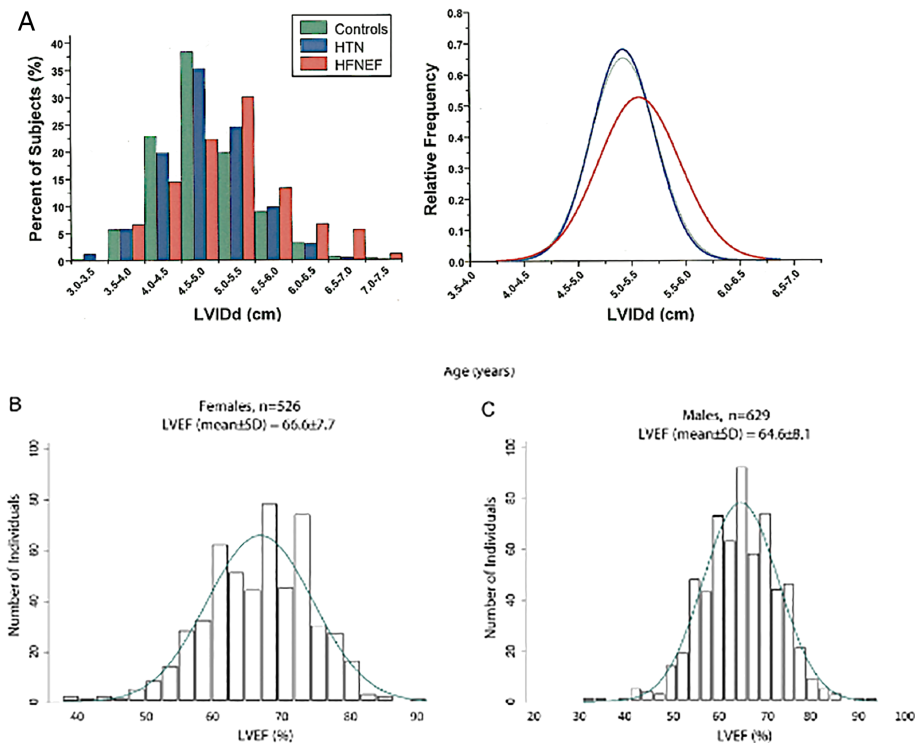 A
Controls
HTN
HFNEF
Percent of Subjects (%)
40
35
30
25
20
15
10
5
0
3.0-3.5
3.5-4.0
4.0-4.5
4.5-5.0
5.0-5.5
5.5-6.0
6.0-5.5
6.5-7.0
7.0-7.5
LVIDd (cm)
Relative Frequency
0.8
0.7
0.6
0.5
0.4
0.3
0.2
0.1
0.0
3.5-4.0
4.0-4.5
4.5-5.0
5.0-5.5
5.5-6.0
6.0-6.5
6.5-7.0
LVIDd (cm)
Age (years)
B
Females, n=526
LVEF (mean±SD) = 66.6±7.7
Number of Individuals
100
80
60
40
20
0
40 50 60 70 80 90
LVEF (%)
C
Males, n=629
LVEF (mean±SD) = 64.6±8.1
Number of Individuals
100
80
60
40
20
0
20 30 40 50 60 70 80 90 100
LVEF (%)